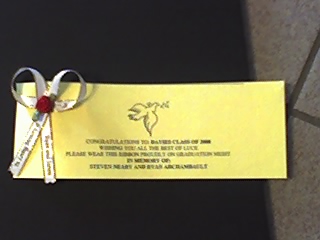 CONGRATULATIONS TO: DAVIES CLASS OF 2008
WISHING YOU ALL THE BEST OF LUCK
PLEASE WEAR THIS RIBBON PROUDLY ON GRADUATION NIGHT
IN MEMORY OF:
STEVEN NEARY AND RYAN ARCHAMBAULT